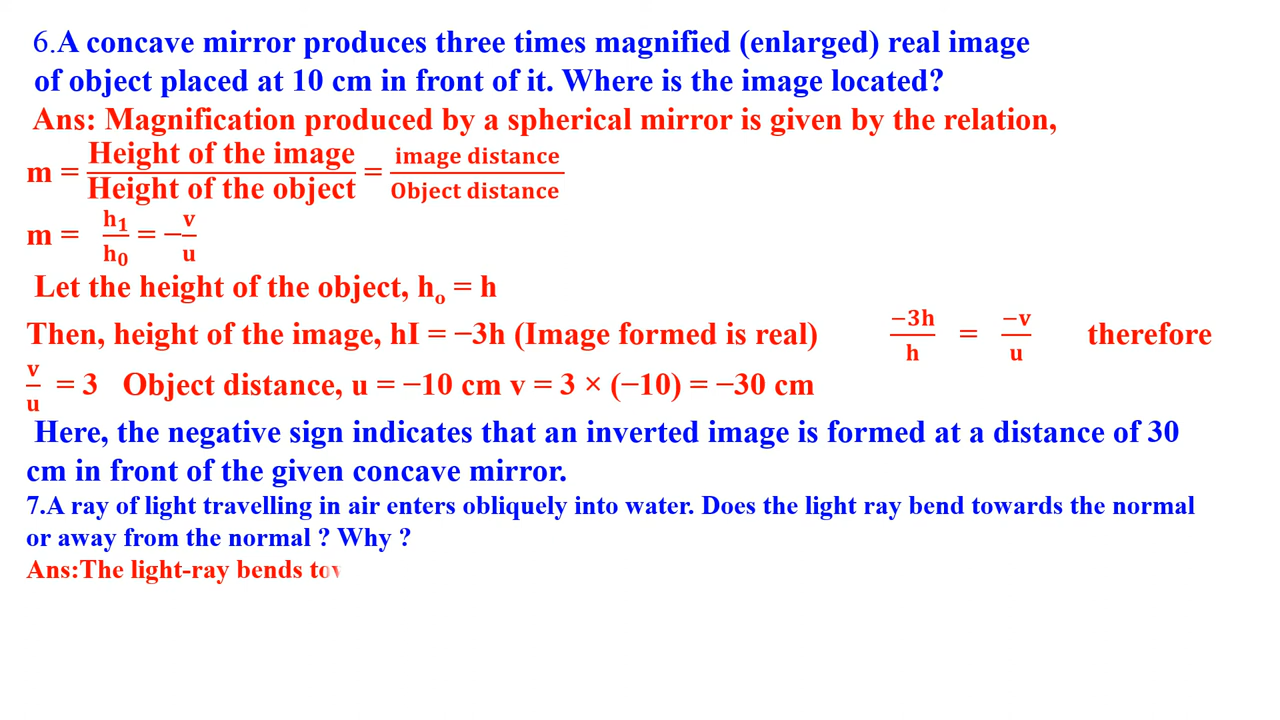 6.A concave mirror produces three times magnified (enlarged) real image
of object placed at 10 cm in front of it. Where is the image located?
Ans: Magnification produced by a spherical mirror is given by the relation,
m = Height of the image / Height of the object = image distance / Object distance
m = h₁/h₀ = −v/u
Let the height of the object, hₒ = h
Then, height of the image, hI = −3h (Image formed is real) −3h/h = −v/u therefore
v/u = 3 Object distance, u = −10 cm v = 3 × (−10) = −30 cm
Here, the negative sign indicates that an inverted image is formed at a distance of 30
cm in front of the given concave mirror.
7.A ray of light travelling in air enters obliquely into water. Does the light ray bend towards the normal
or away from the normal ? Why ?
Ans:The light-ray bends